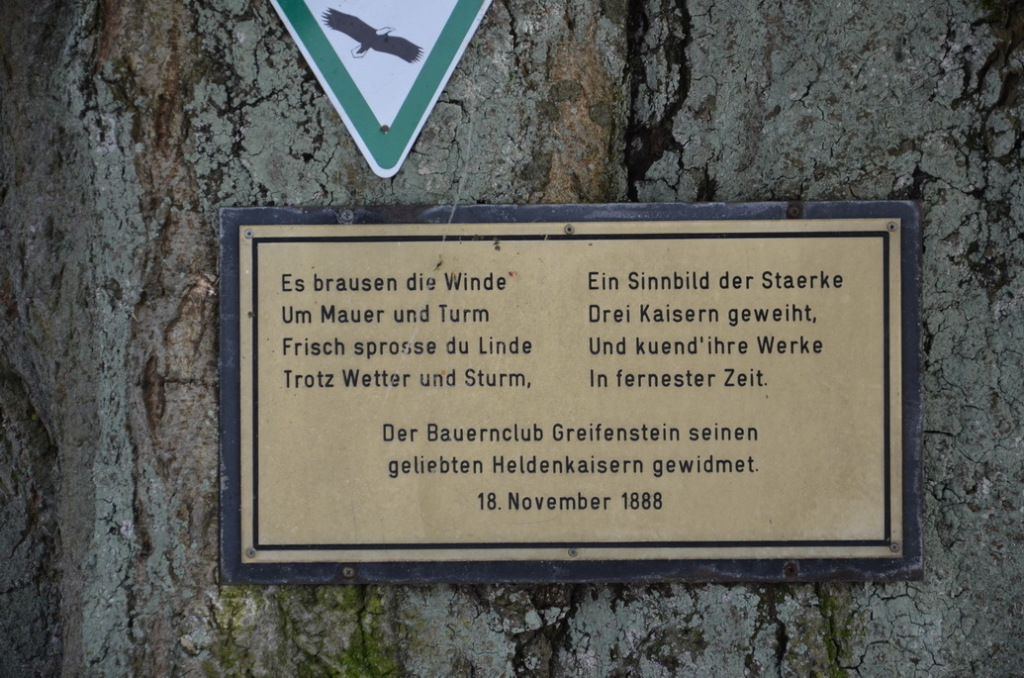 Es brausen die Winde
Um Mauer und Turm
Frisch sprosse du Linde
Trotz Wetter und Sturm,
Ein Sinnbild der Staerke
Drei Kaisern geweiht,
Und kuend'ihre Werke
In fernester Zeit.
Der Bauernclub Greifenstein seinen
geliebten Heldenkaisern gewidmet.
18. November 1888